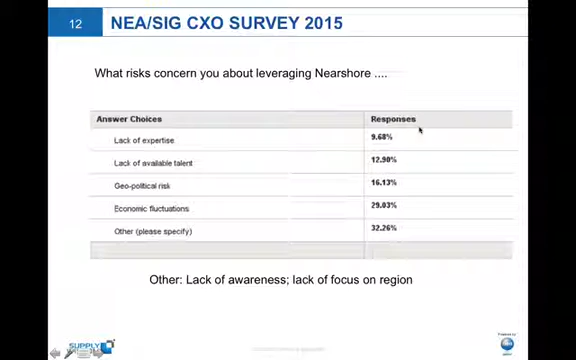 12
NEA/SIG CXO SURVEY 2015
What risks concern you about leveraging Nearshore ....
Answer Choices Responses
Lack of expertise 9.68%
Lack of available talent 12.90%
Geo-political risk 16.13%
Economic fluctuations 29.03%
Other (please specify) 32.26%
Other: Lack of awareness; lack of focus on region
SUPPLY